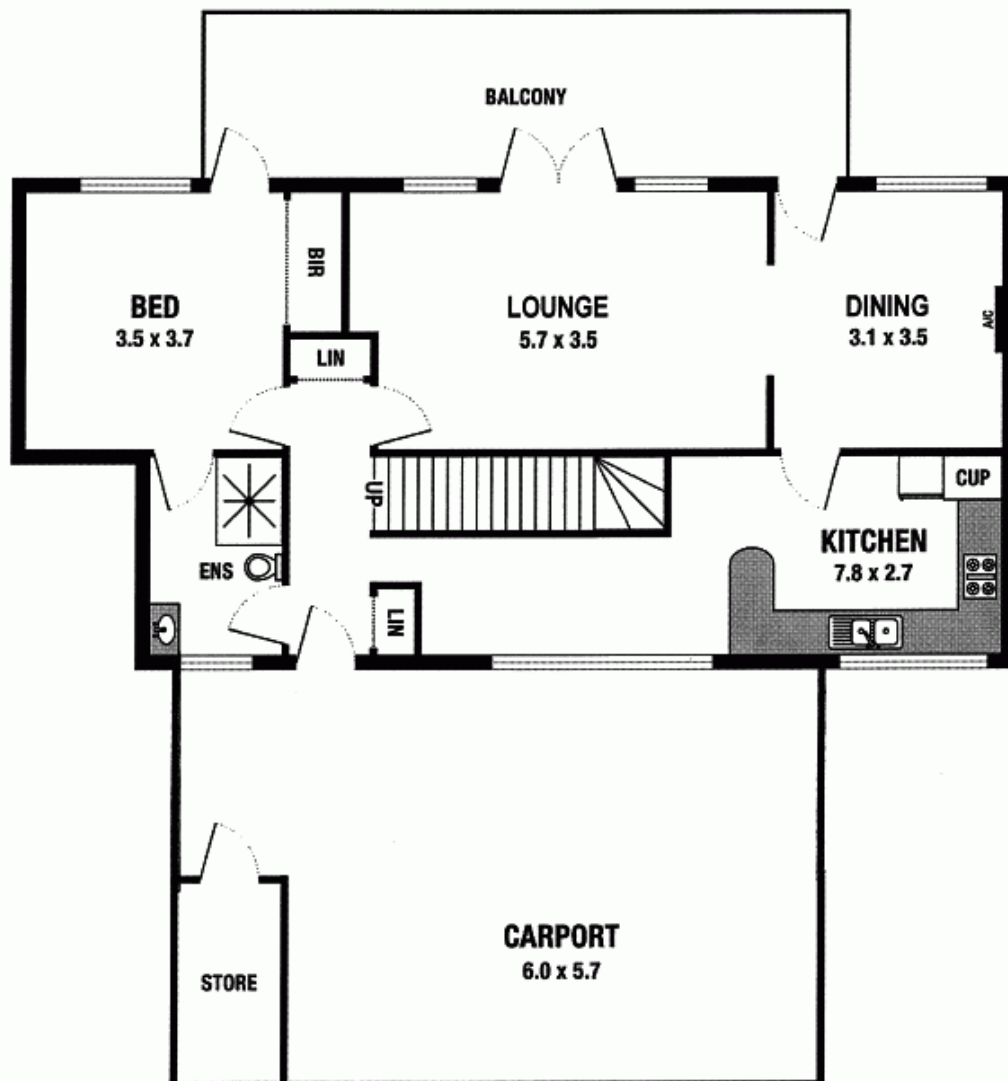 BALCONY
BIR
BED
3.5 x 3.7
LOUNGE
5.7 x 3.5
DINING
3.1 x 3.5
A/C
LIN
UP
CUP
KITCHEN
7.8 x 2.7
ENS
LIN
CARPORT
6.0 x 5.7
STORE